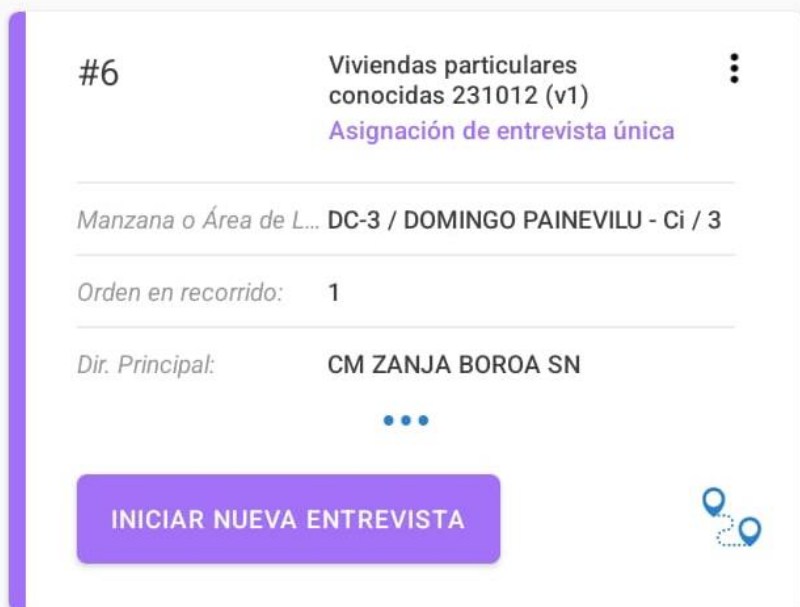 #6
Viviendas particulares
conocidas 231012 (v1)
Asignación de entrevista única
Manzana o Área de L... DC-3 / DOMINGO PAINEVILU - Ci / 3
Orden en recorrido: 1
Dir. Principal: CM ZANJA BOROA SN
INICIAR NUEVA ENTREVISTA